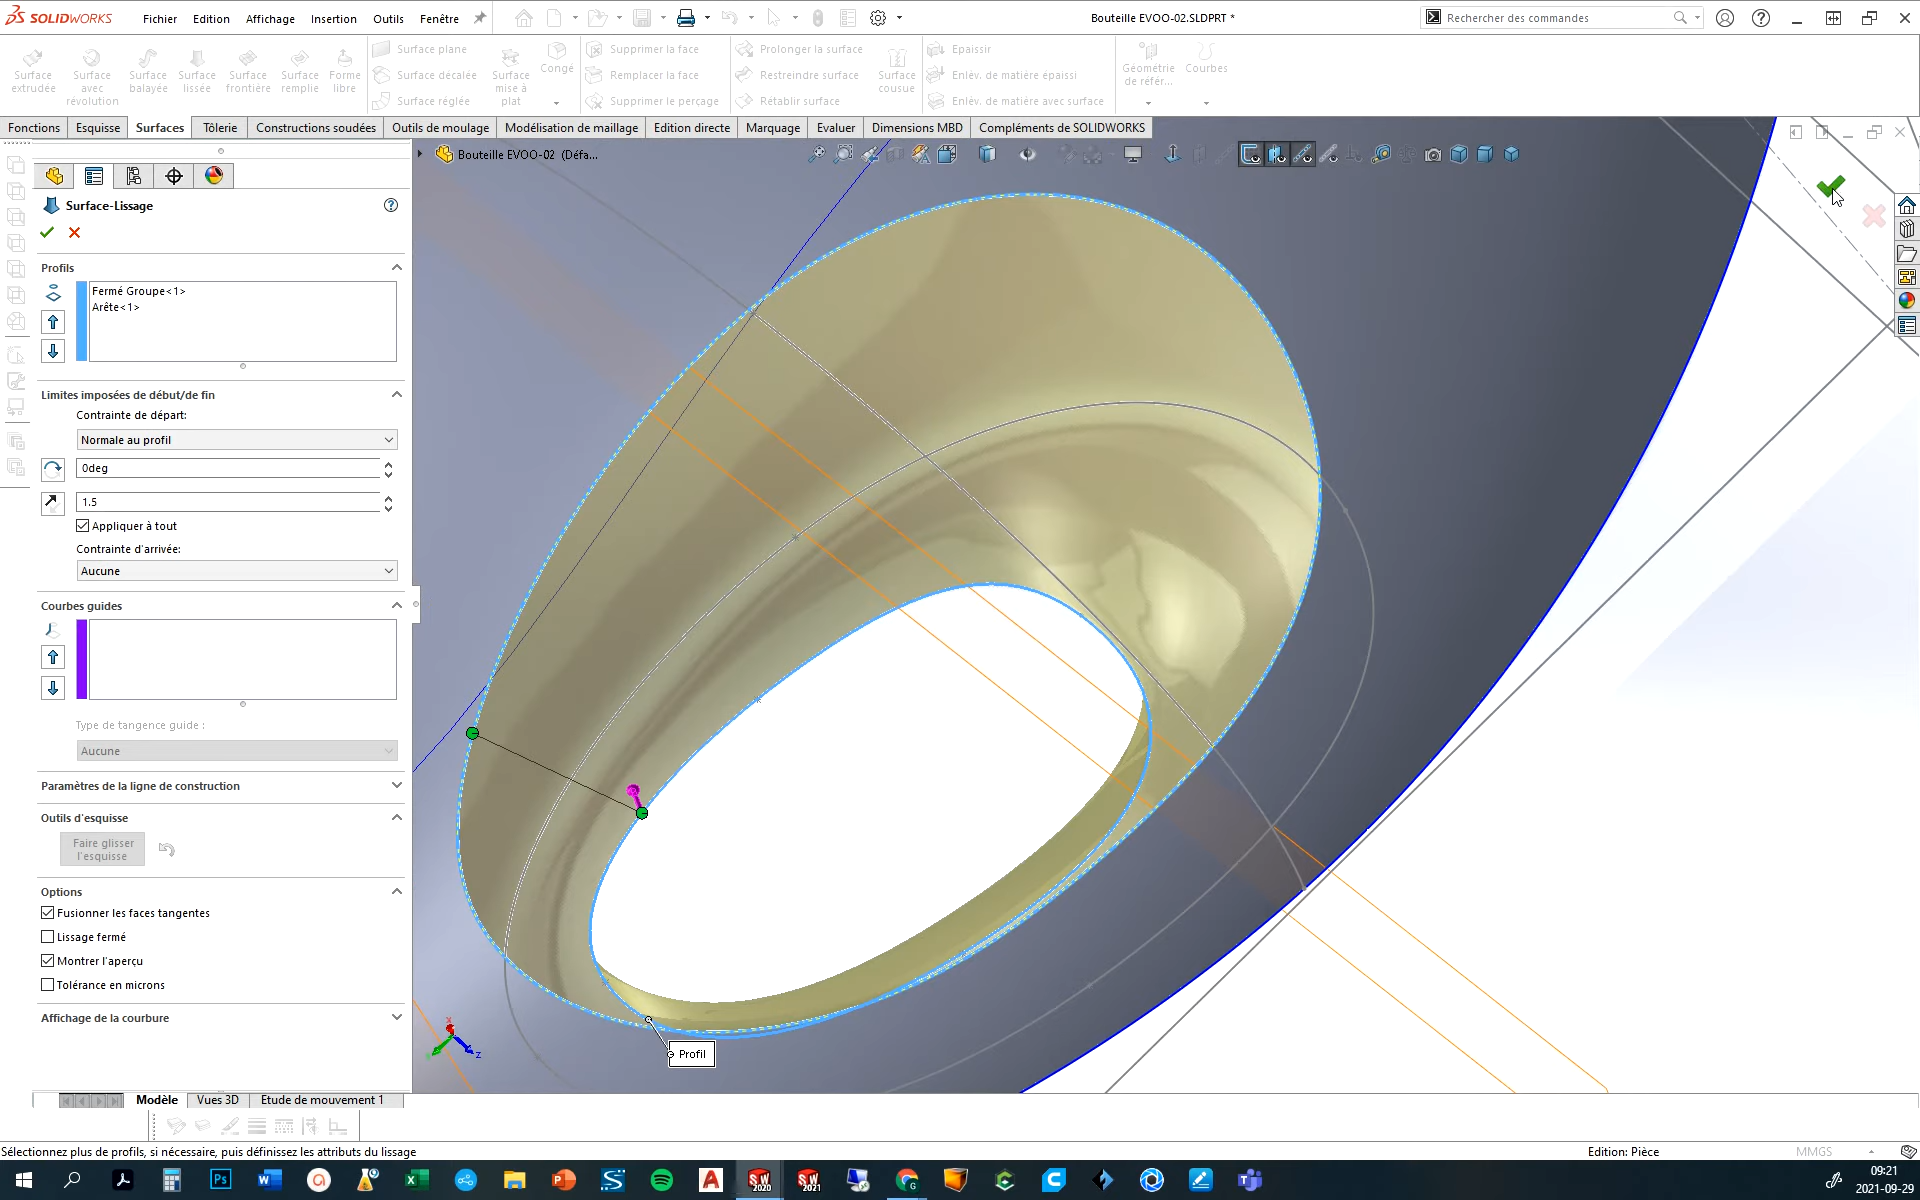 SOLIDWORKS
Fichier Edition Affichage Insertion Outils Fenêtre
Bouteille EVOO-02.SLDPRT *
Rechercher des commandes
Surface extrudée
Surface avec révolution
Surface balayée
Surface lissée
Surface frontière
Surface remplie
Forme libre
Surface plane
Surface décalée
Surface réglée
Surface mise à plat
Congé
Supprimer la face
Remplacer la face
Supprimer le perçage
Prolonger la surface
Restreindre surface
Rétablir surface
Surface cousue
Epaissir
Enlèv. de matière épaissi
Enlèv. de matière avec surface
Géométrie de référ...
Courbes
Fonctions Esquisse Surfaces Tôlerie Constructions soudées Outils de moulage Modélisation de maillage Edition directe Marquage Evaluer Dimensions MBD Compléments de SOLIDWORKS
Bouteille EVOO-02 (Défa...
Surface-Lissage
Profils
Fermé Groupe<1>
Arête<1>
Limites imposées de début/de fin
Contrainte de départ:
Normale au profil
0deg
1.5
Appliquer à tout
Contrainte d'arrivée:
Aucune
Courbes guides
Type de tangence guide :
Aucune
Paramètres de la ligne de construction
Outils d'esquisse
Faire glisser
l'esquisse
Options
Fusionner les faces tangentes
Lissage fermé
Montrer l'aperçu
Tolérance en microns
Affichage de la courbure
Profil
x
z
Modèle Vues 3D Etude de mouvement 1
Sélectionnez plus de profils, si nécessaire, puis définissez les attributs du lissage
Edition: Pièce
MMGS
SW 2020
SW 2021
09:21
2021-09-29